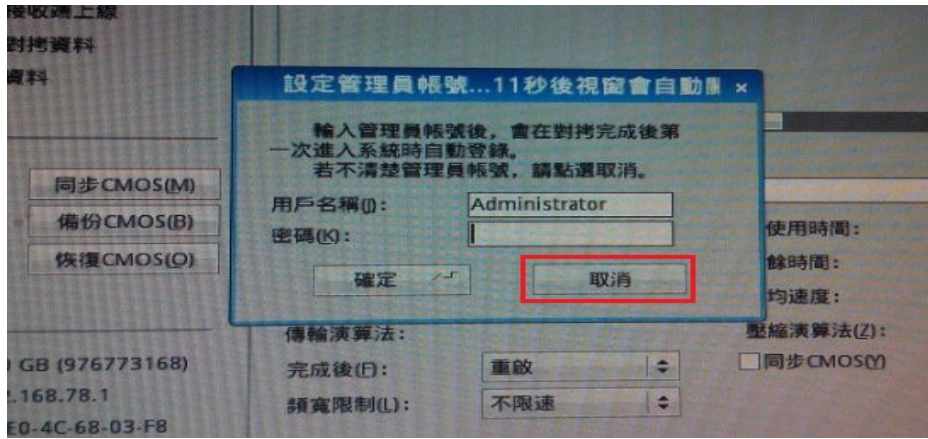 接收端上線
對拷資料
資料
設定管理員帳號...11秒後視窗會自動關
輸入管理員帳號後, 會在對拷完成後第
一次進入系統時自動登錄。
若不清楚管理員帳號, 請點選取消。
用戶名稱(J): Administrator
密碼(K):
確定
取消
同步CMOS(M)
備份CMOS(B)
恢復CMOS(O)
使用時間:
餘時間:
均速度:
傳輸演算法:
壓縮演算法(Z):
GB (976773168)
完成後(F): 重啟
同步CMOS(Y)
.168.78.1
頻寬限制(L): 不限速
E0-4C-68-03-F8